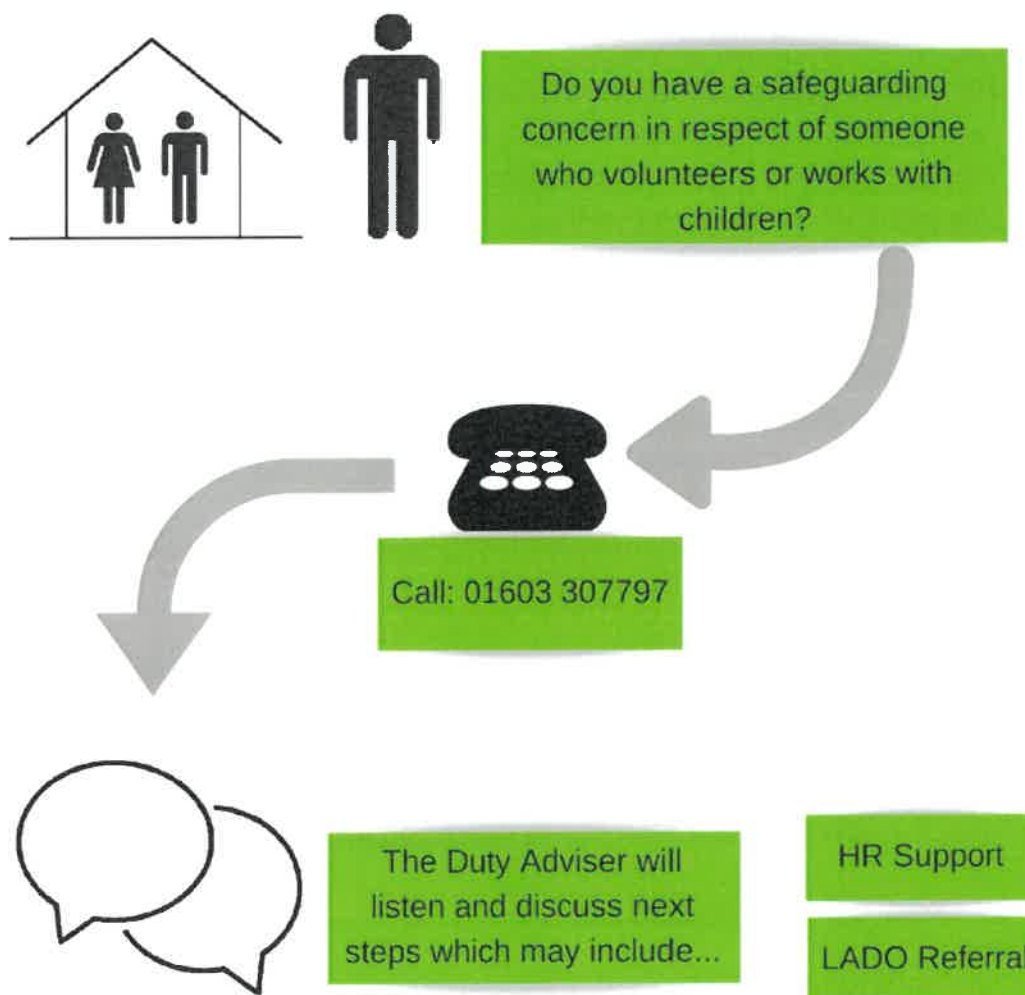 Do you have a safeguarding
concern in respect of someone
who volunteers or works with
children?
Call: 01603 307797
The Duty Adviser will
listen and discuss next
steps which may include...
HR Support
LADO Referral